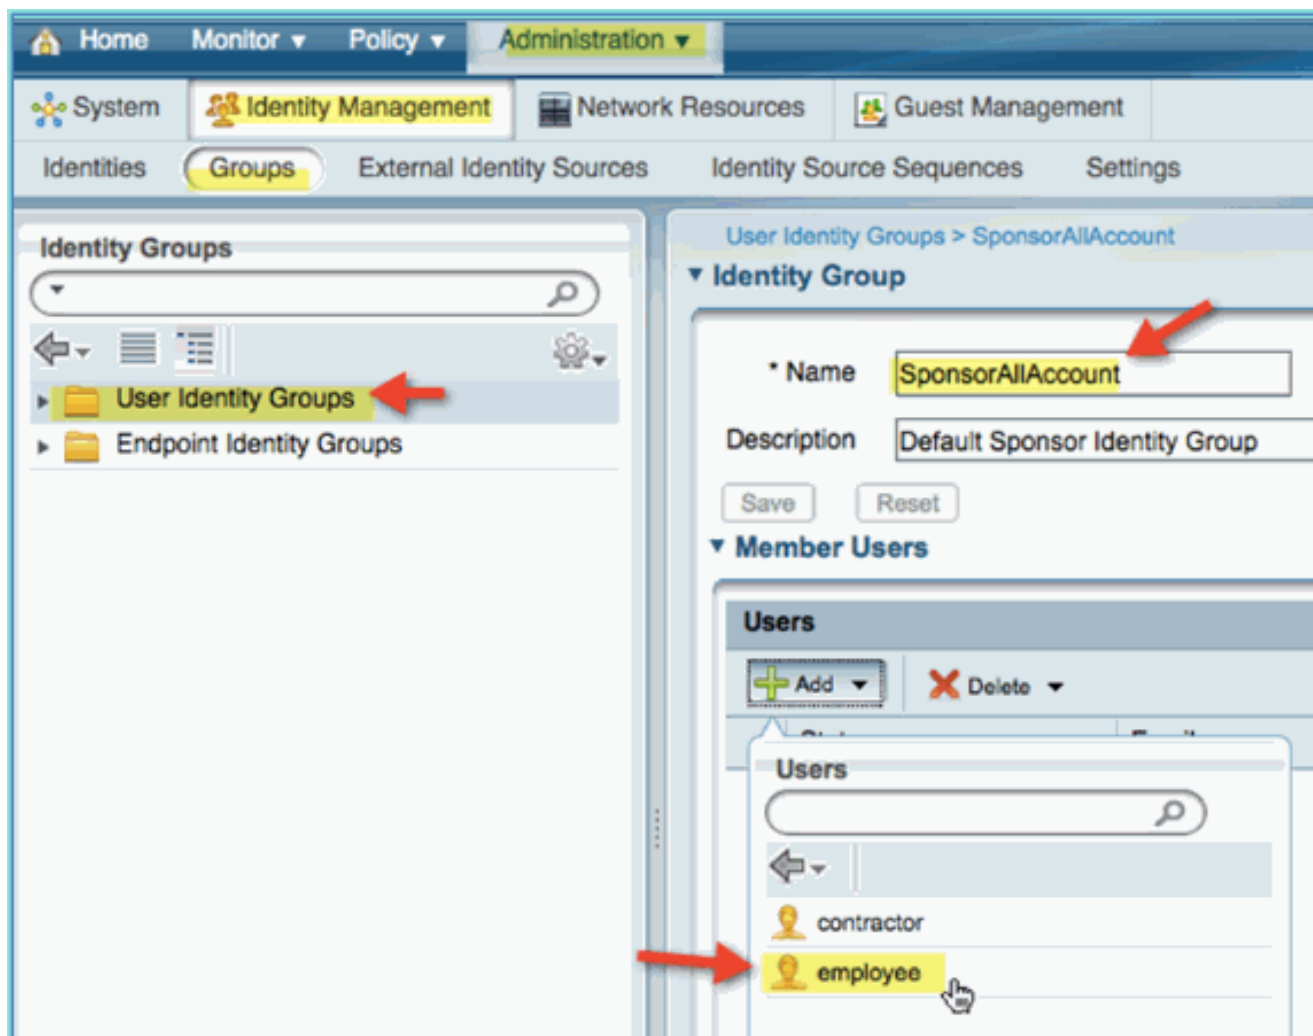 Home Monitor Policy Administration
System Identity Management Network Resources Guest Management
Identities Groups External Identity Sources Identity Source Sequences Settings
Identity Groups
User Identity Groups
Endpoint Identity Groups
User Identity Groups > SponsorAllAccount
Identity Group
* Name SponsorAllAccount
Description Default Sponsor Identity Group
Save Reset
Member Users
Users
Add Delete
Users
contractor
employee